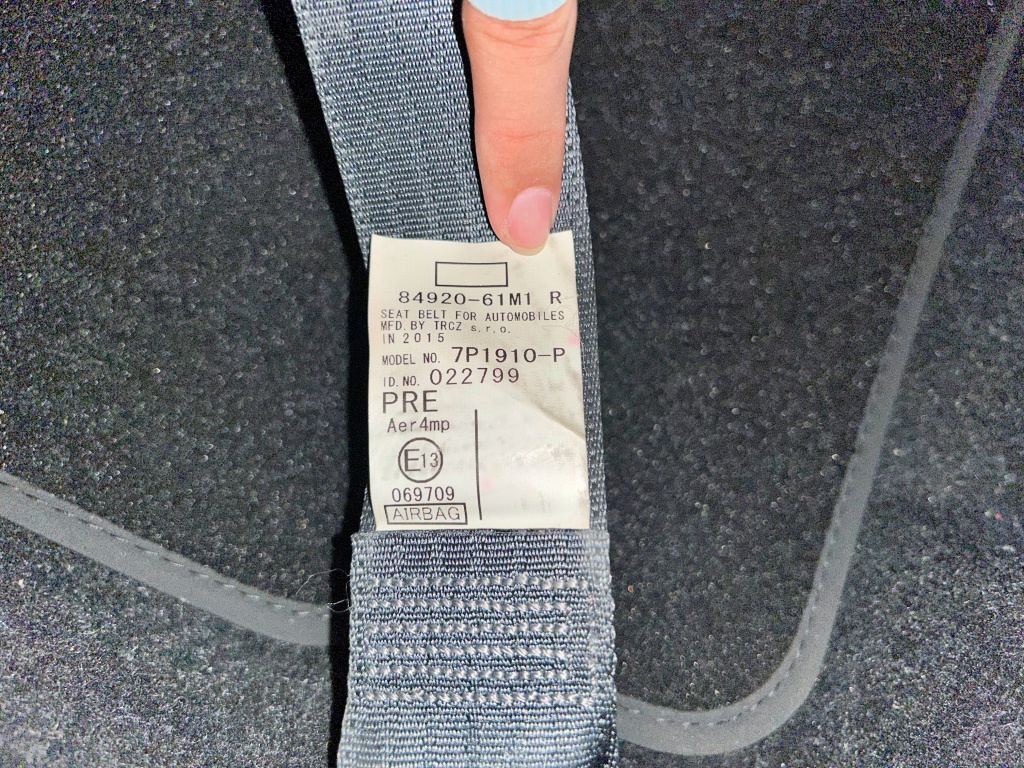 84920-61M1 R
SEAT BELT FOR AUTOMOBILES
MFD. BY TRCZ s.r.o.
IN 2015
MODEL NO. 7P1910-P
ID. NO. 022799
PRE
Aer4mp
E13
069709
AIRBAG